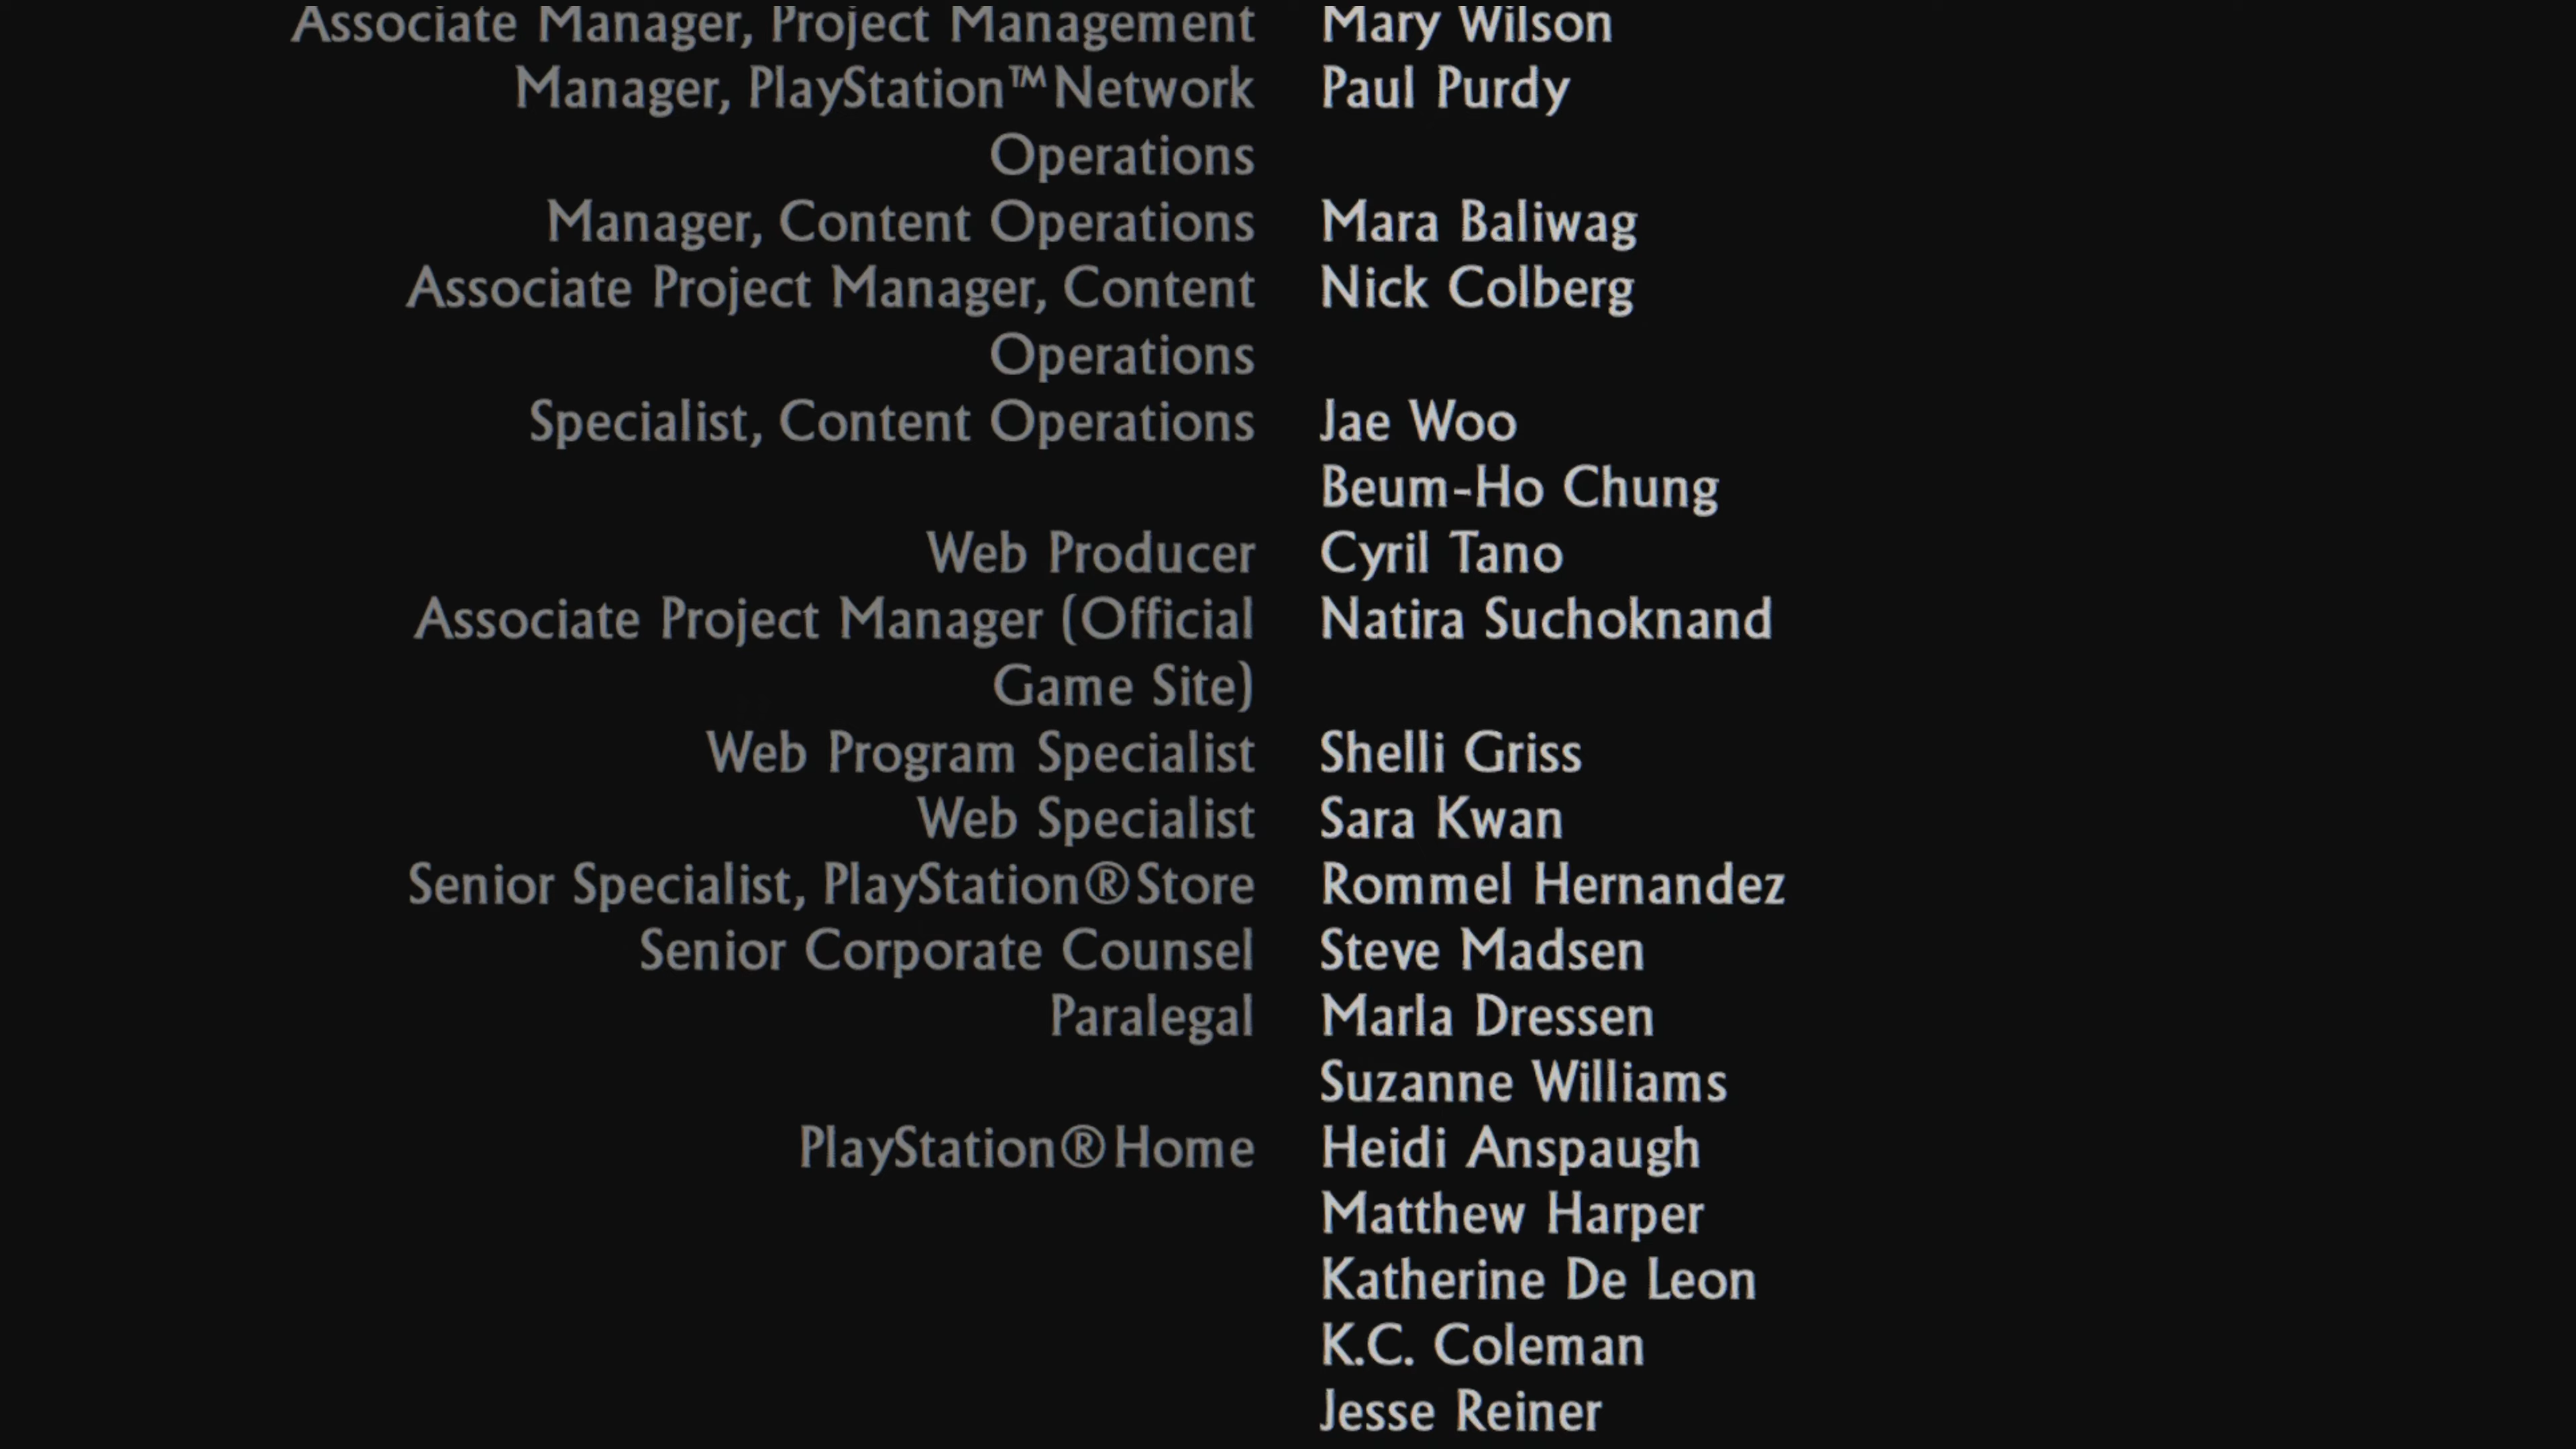 Associate Manager, Project Management Mary Wilson
Manager, PlayStation™Network Paul Purdy
Operations
Manager, Content Operations Mara Baliwag
Associate Project Manager, Content Nick Colberg
Operations
Specialist, Content Operations Jae Woo
Beum-Ho Chung
Web Producer Cyril Tano
Associate Project Manager (Official Natira Suchoknand
Game Site)
Web Program Specialist Shelli Griss
Web Specialist Sara Kwan
Senior Specialist, PlayStation®Store Rommel Hernandez
Senior Corporate Counsel Steve Madsen
Paralegal Marla Dressen
Suzanne Williams
PlayStation®Home Heidi Anspaugh
Matthew Harper
Katherine De Leon
K.C. Coleman
Jesse Reiner